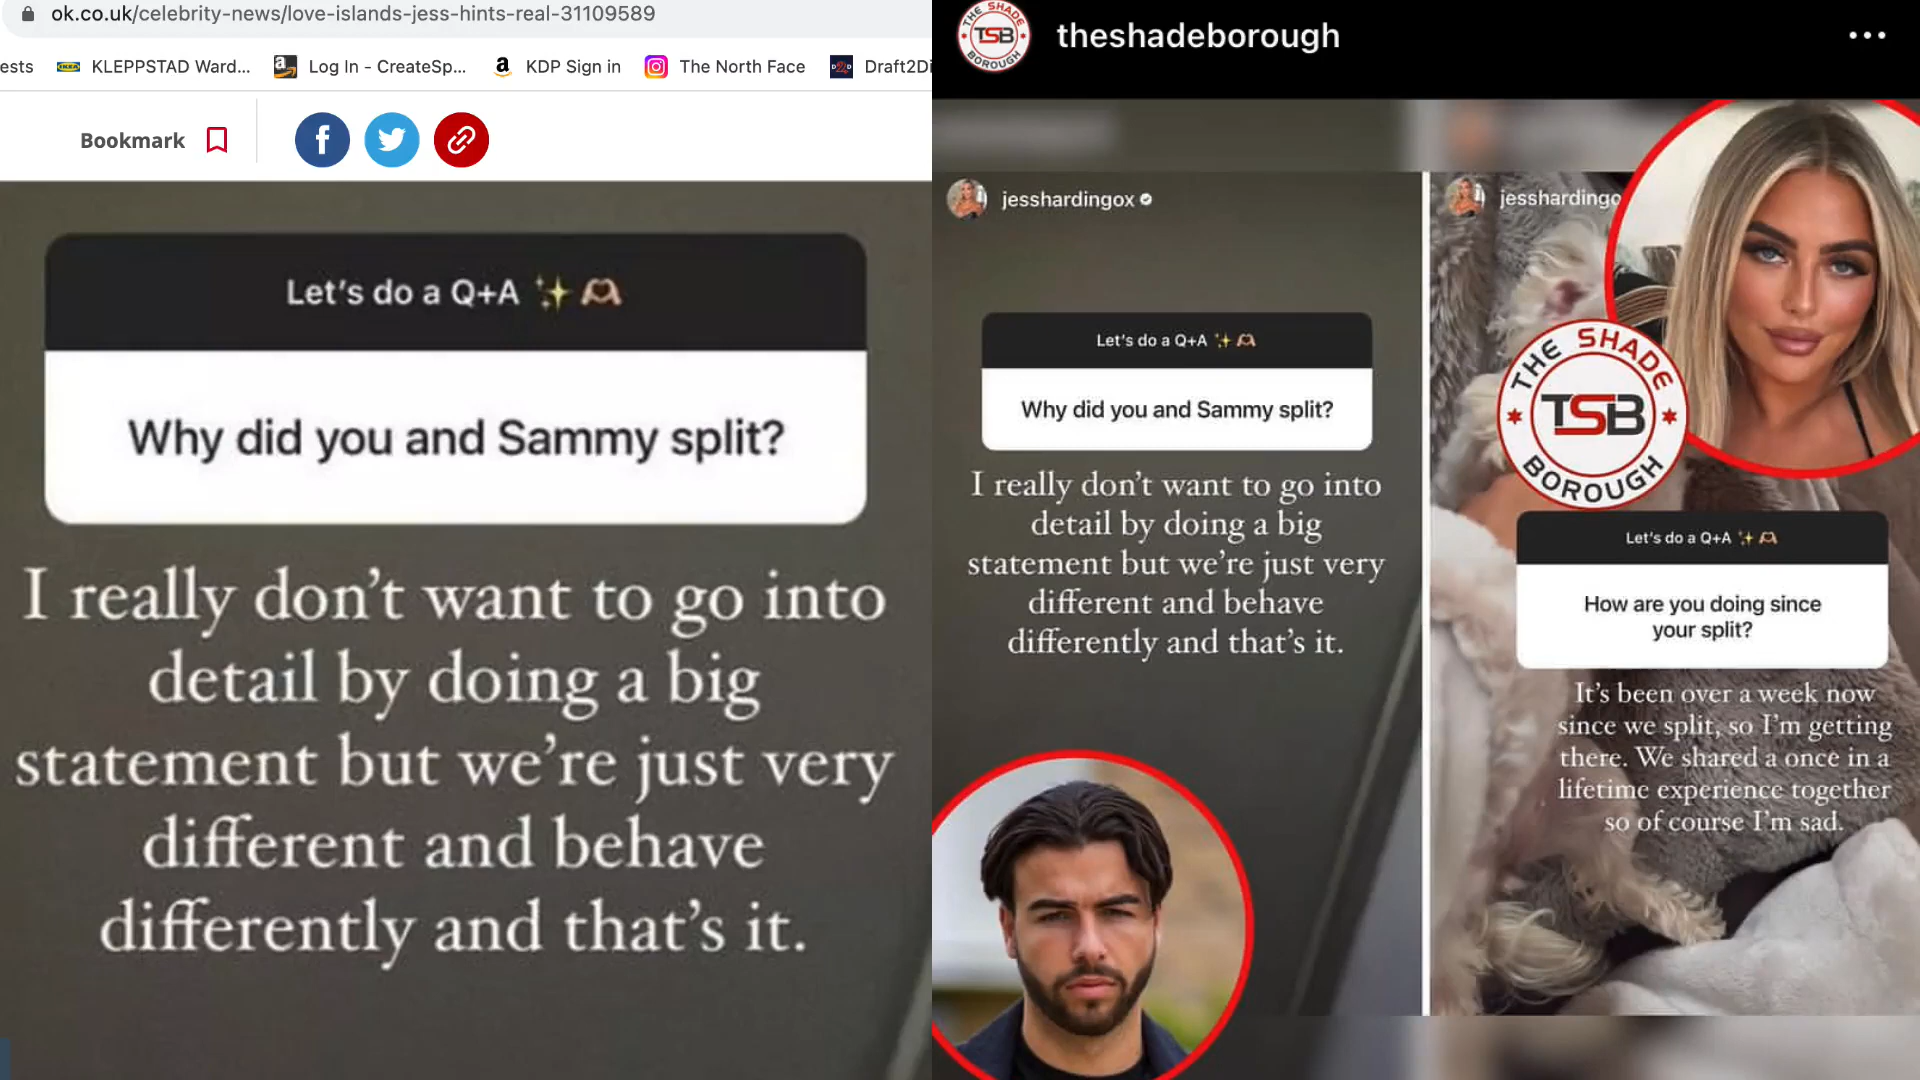 ok.co.uk/celebrity-news/love-islands-jess-hints-real-31109589
ests KLEPPSTAD Ward... Log In - CreateSp... KDP Sign in The North Face Draft2Di
Bookmark
Let's do a Q+A ✨🫶
Why did you and Sammy split?
I really don't want to go into
detail by doing a big
statement but we're just very
different and behave
differently and that's it.
THE SHADE
TSB
BOROUGH
theshadeborough
jesshardingox
Let's do a Q+A ✨🫶
Why did you and Sammy split?
I really don't want to go into
detail by doing a big
statement but we're just very
different and behave
differently and that's it.
jesshardingo
THE SHADE
TSB
BOROUGH
Let's do a Q+A ✨🫶
How are you doing since
your split?
It's been over a week now
since we split, so I'm getting
there. We shared a once in a
lifetime experience together
so of course I'm sad.